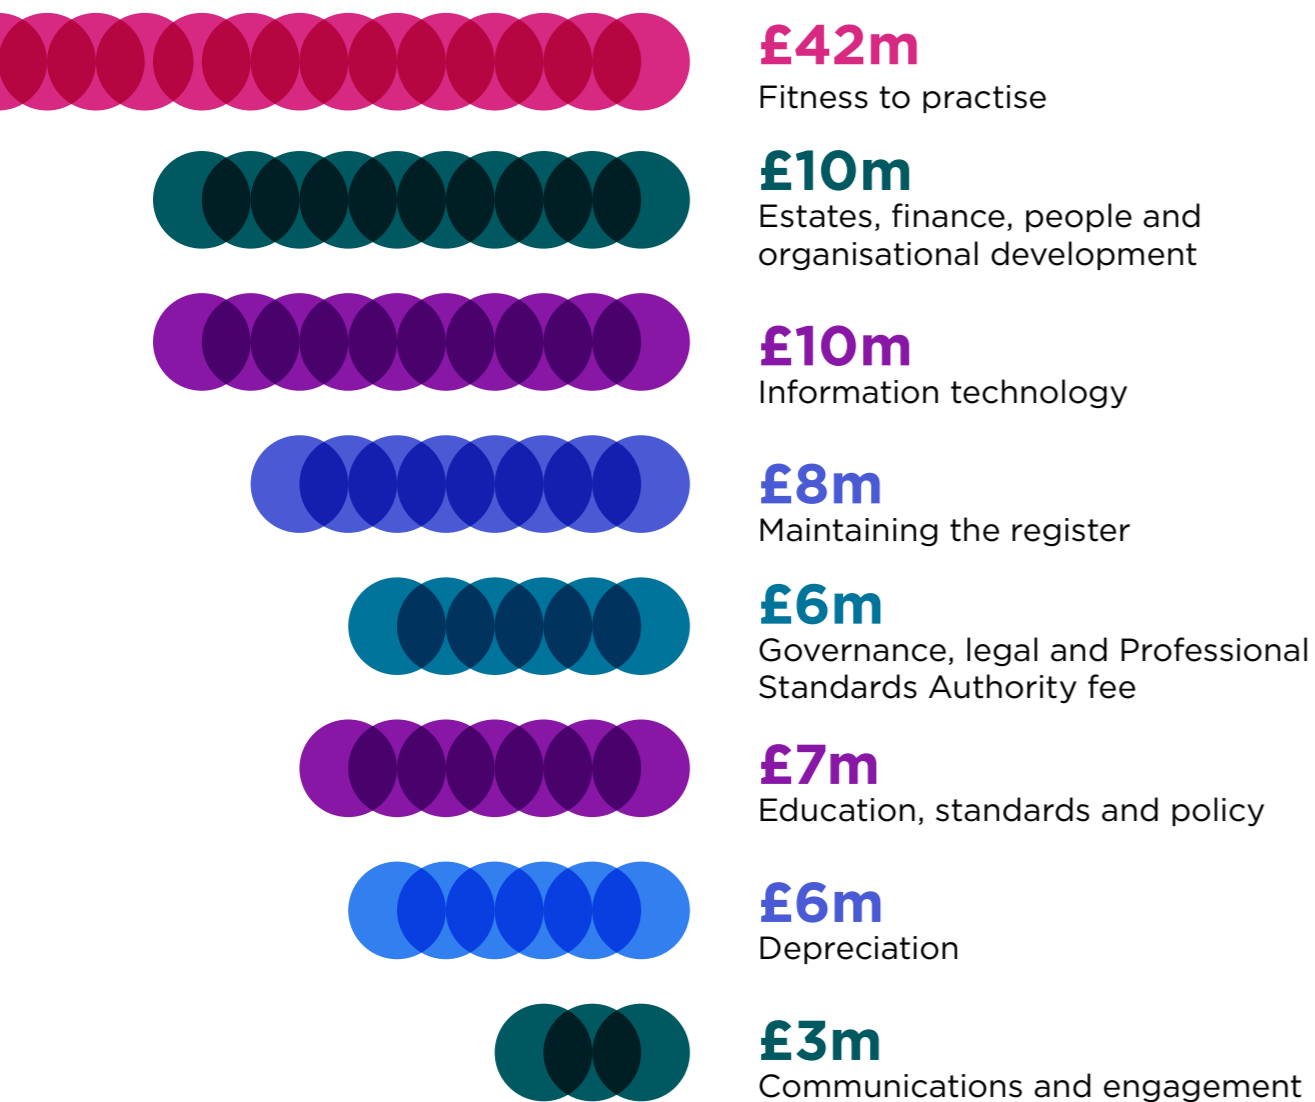 £42m
Fitness to practise
£10m
Estates, finance, people and
organisational development
£10m
Information technology
£8m
Maintaining the register
£6m
Governance, legal and Professional
Standards Authority fee
£7m
Education, standards and policy
£6m
Depreciation
£3m
Communications and engagement